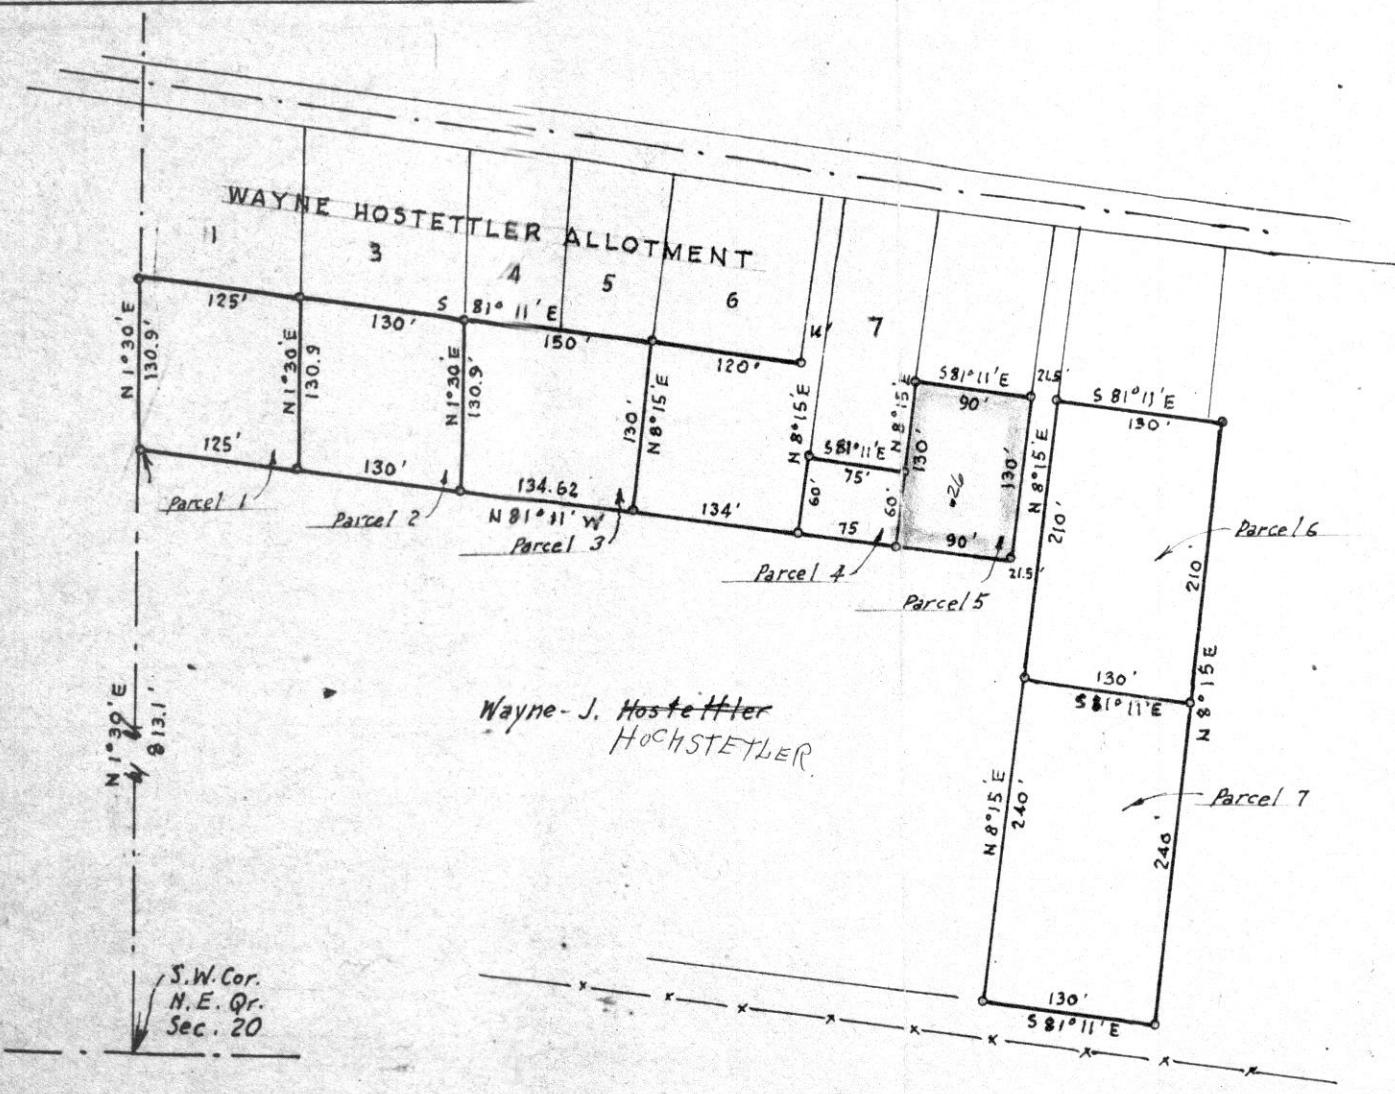 WAYNE HOSTETTLER ALLOTMENT
3
4
5
6
7
N 1°30'E
130.9'
125'
N 1°30'E
130.9
130'
S 81° 11' E
N 1°30'E
130.9'
150'
130'
N 8°15'E
120'
N 8°15'E
S 81°11'E
75'
60'
60'
N 8°15'E
130'
S 81°11'E
90'
130'
21.5'
N 8°15'E
210'
S 81°11'E
130'
125'
Parcel 1
130'
Parcel 2
134.62
N 81°11' W
Parcel 3
134'
75
Parcel 4
90'
Parcel 5
21.5'
Parcel 6
210'
130'
S 81°11'E
N 8°15E
Wayne - J. Hostettler
HOCHSTETLER
N 1°30'E
813.1'
N 8°15'E
240'
Parcel 7
240'
130'
S 81°11'E
S.W. Cor.
N.E. Qr.
Sec. 20